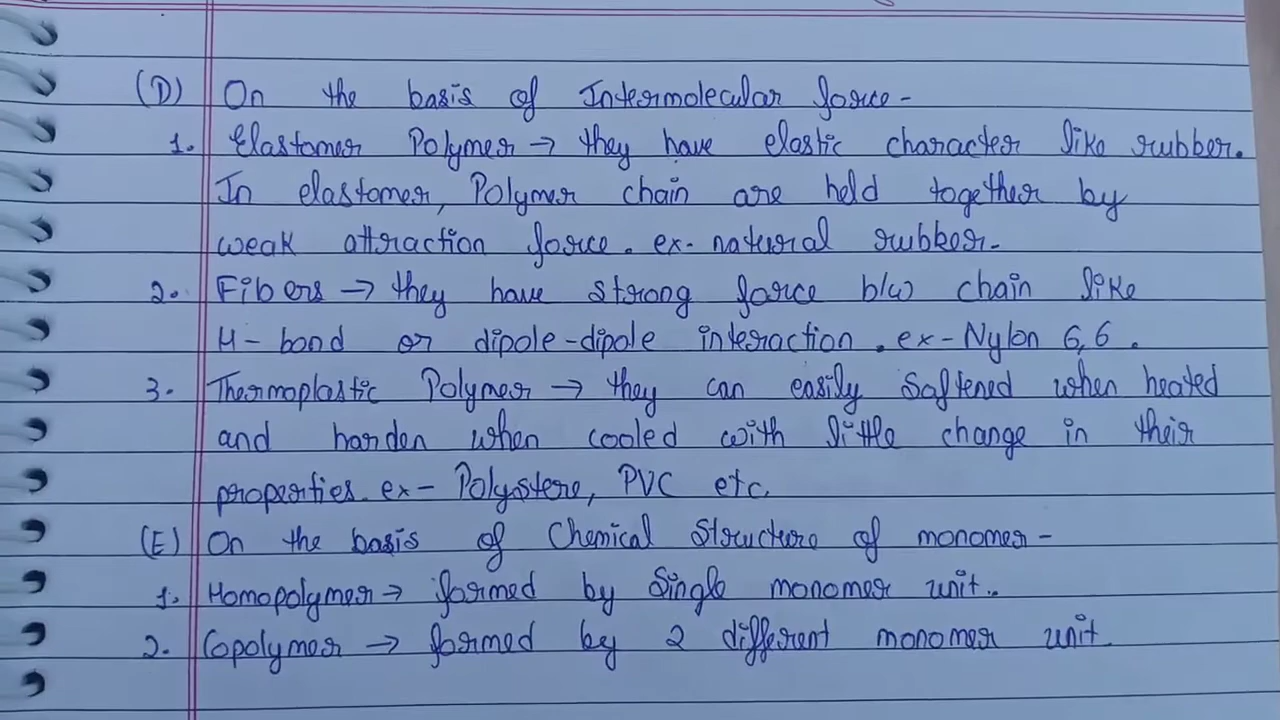 (D) On the basis of Intermolecular force -
1. Elastomer Polymer → they have elastic character like rubber.
In elastomer, Polymer chain are held together by
weak attraction force. ex- natural rubber.
2. Fibers → they have strong force b/w chain like
H-bond or dipole-dipole interaction. ex- Nylon 6,6.
3. Thermoplastic Polymer → they can easily Softened when heated
and harden when cooled with little change in their
properties. ex- Polystere, PVC etc.
(E) On the basis of Chemical Structure of monomer -
1. Homopolymer → formed by Single monomer unit.
2. Copolymer → formed by 2 different monomer unit.